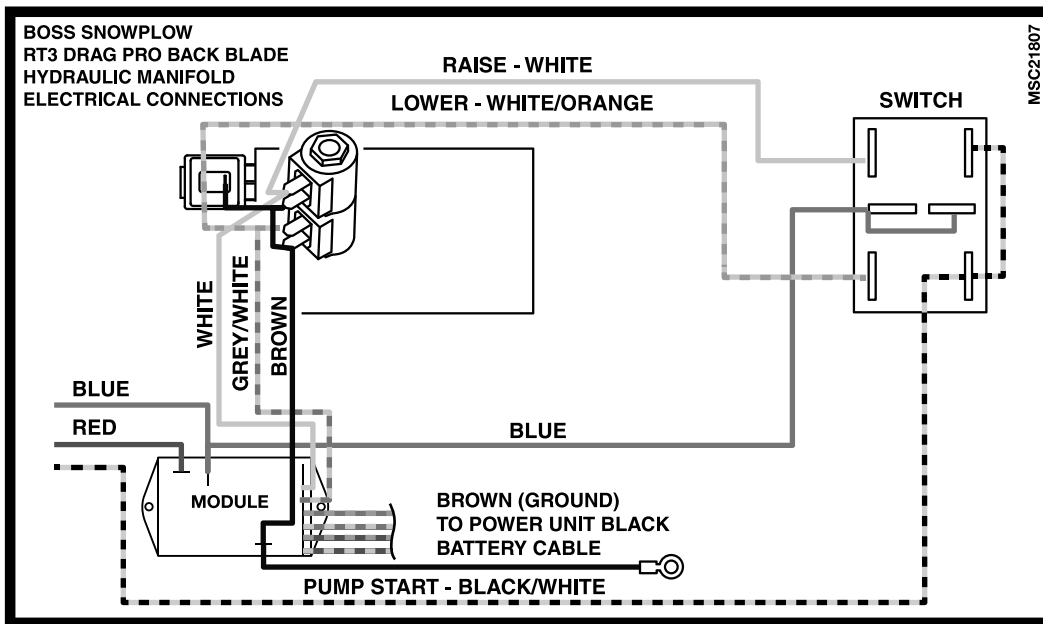 BOSS SNOWPLOW
RT3 DRAG PRO BACK BLADE
HYDRAULIC MANIFOLD
ELECTRICAL CONNECTIONS
RAISE - WHITE
LOWER - WHITE/ORANGE
SWITCH
MSC21807
WHITE
GREY/WHITE
BROWN
BLUE
RED
BLUE
MODULE
BROWN (GROUND)
TO POWER UNIT BLACK
BATTERY CABLE
PUMP START - BLACK/WHITE